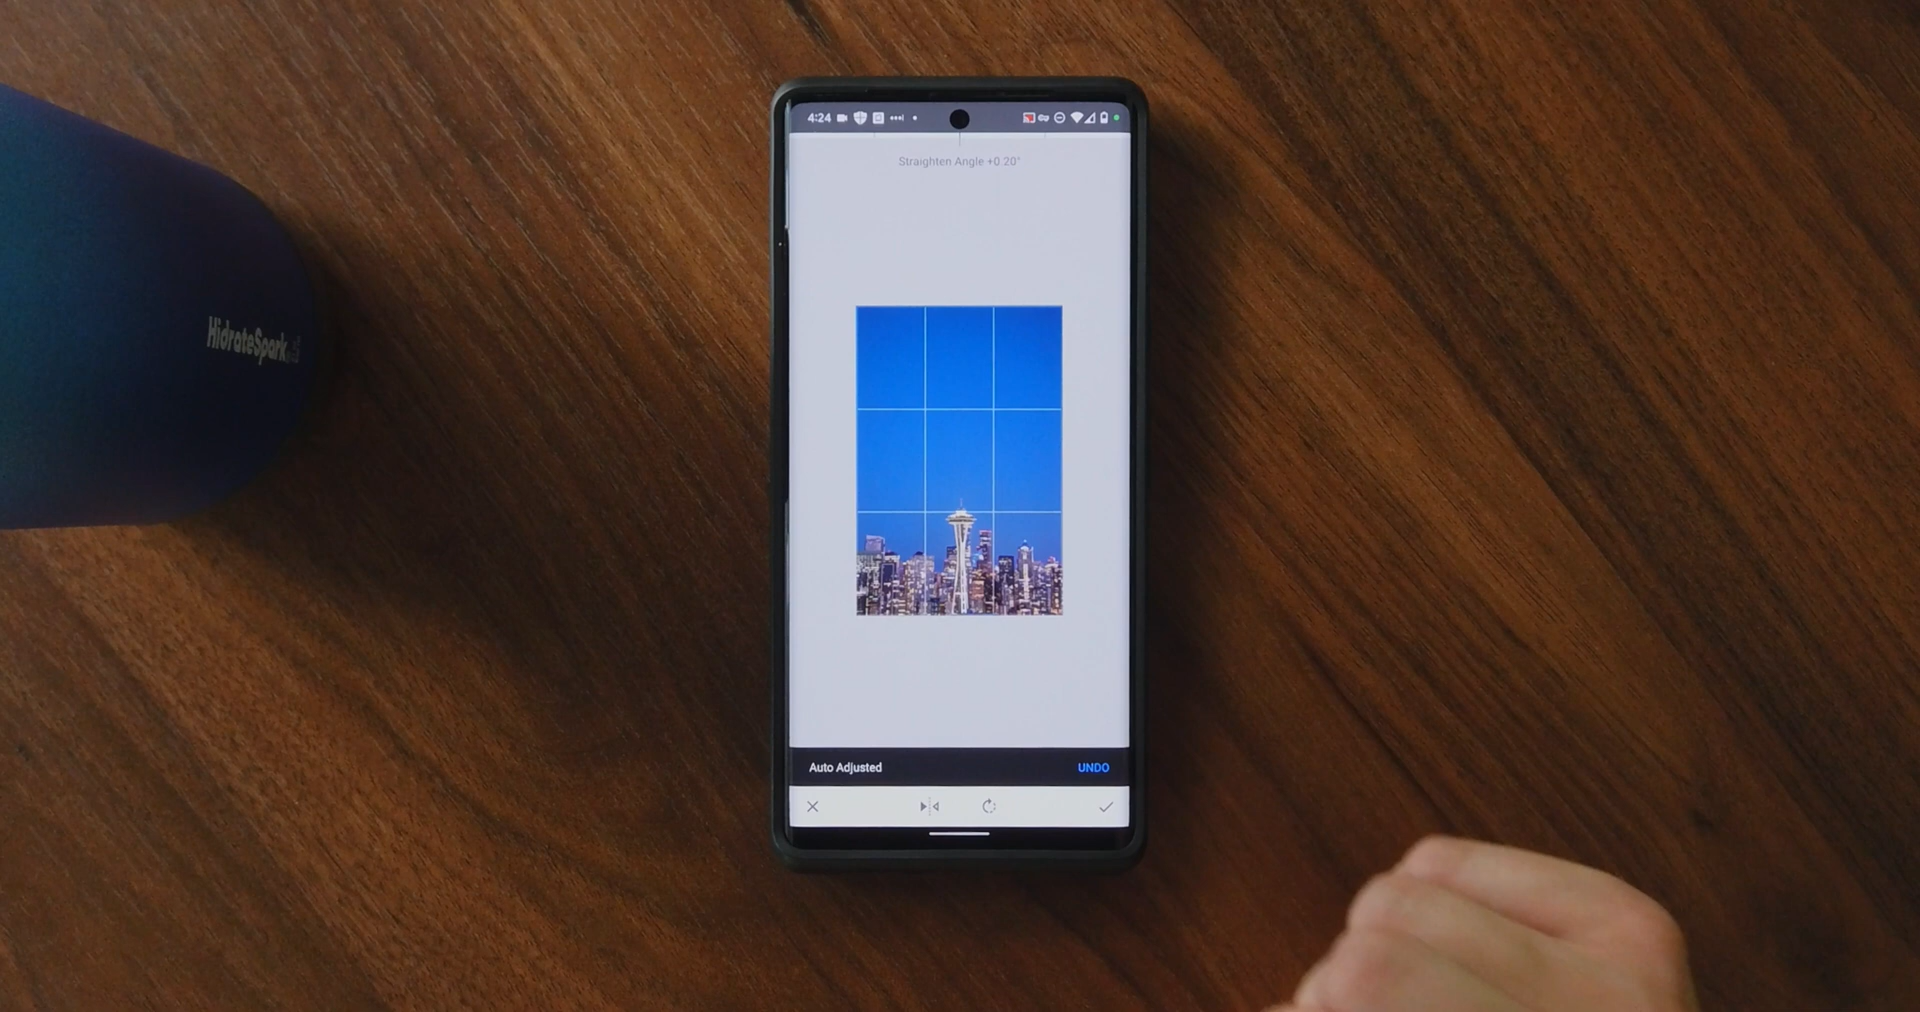 4:24
Straighten Angle +0.20°
HidrateSpark
Auto Adjusted
UNDO